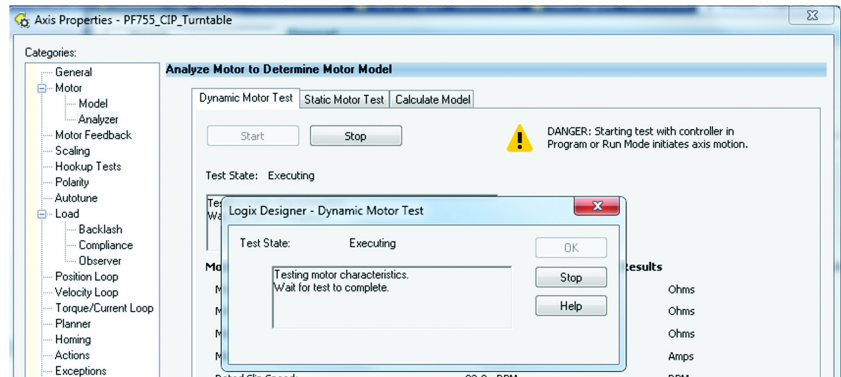 Axis Properties - PF755_CIP_Turntable
Categories:
General
Motor
Model
Analyzer
Motor Feedback
Scaling
Hookup Tests
Polarity
Autotune
Load
Backlash
Compliance
Observer
Position Loop
Velocity Loop
Torque/Current Loop
Planner
Homing
Actions
Exceptions
Analyze Motor to Determine Motor Model
Dynamic Motor Test Static Motor Test Calculate Model
Start Stop
DANGER: Starting test with controller in
Program or Run Mode initiates axis motion.
Test State: Executing
Logix Designer - Dynamic Motor Test
Test State: Executing
OK
Testing motor characteristics.
Wait for test to complete.
Stop
Help
Ohms
Ohms
Ohms
Amps